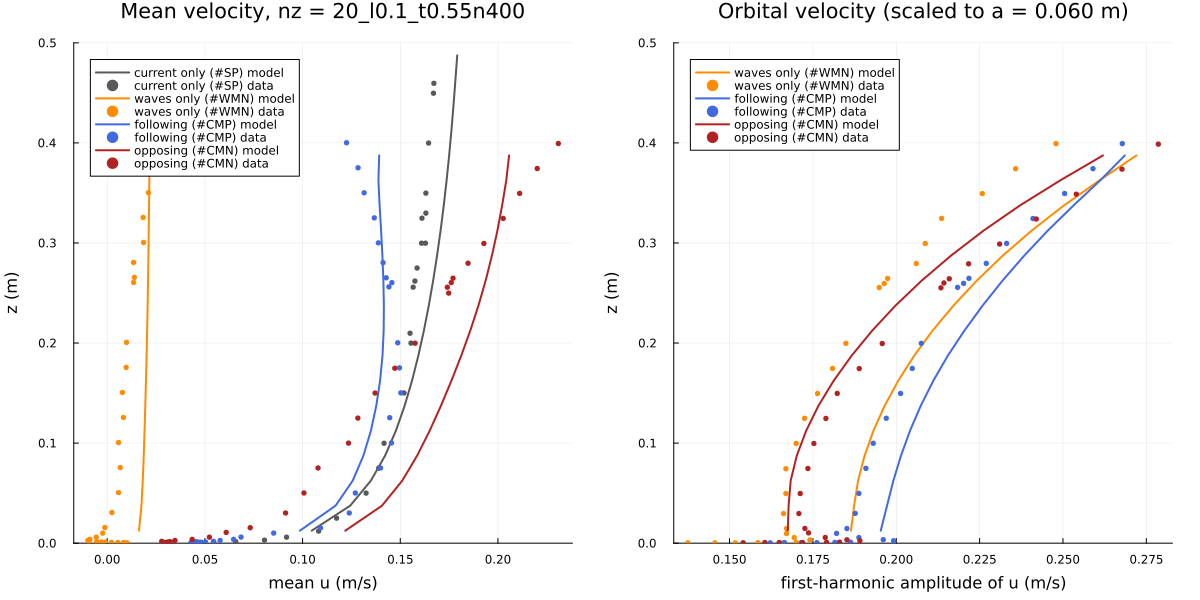 Mean velocity, nz = 20_l0.1_t0.55n400
0.5
0.4
0.3
0.2
0.1
0.0
z (m)
current only (#SP) model
current only (#SP) data
waves only (#WMN) model
waves only (#WMN) data
following (#CMP) model
following (#CMP) data
opposing (#CMN) model
opposing (#CMN) data
0.00 0.05 0.10 0.15 0.20
mean u (m/s)
Orbital velocity (scaled to a = 0.060 m)
0.5
0.4
0.3
0.2
0.1
0.0
z (m)
waves only (#WMN) model
waves only (#WMN) data
following (#CMP) model
following (#CMP) data
opposing (#CMN) model
opposing (#CMN) data
0.150 0.175 0.200 0.225 0.250 0.275
first-harmonic amplitude of u (m/s)